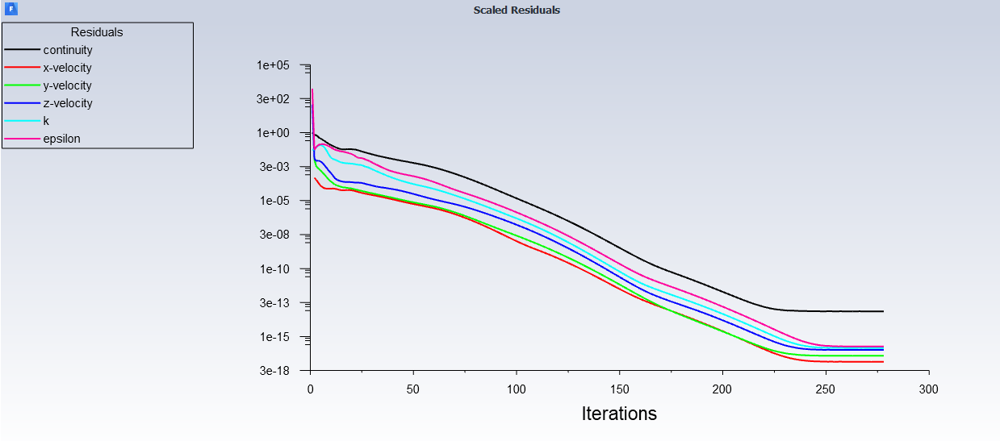 Scaled Residuals
Residuals
continuity
x-velocity
y-velocity
z-velocity
k
epsilon
1e+05
3e+02
1e+00
3e-03
1e-05
3e-08
1e-10
3e-13
1e-15
3e-18
0 50 100 150 200 250 300
Iterations